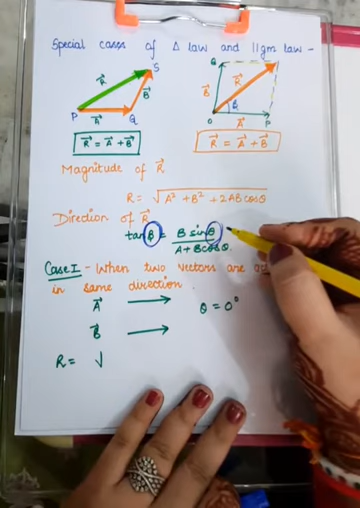 Special cases of Δ law and ||gm law -
S
R⃗
B⃗
P
A⃗
Q
R⃗ = A⃗ + B⃗
B⃗
R⃗
θ
O
A⃗
R⃗ = A⃗ + B⃗
Magnitude of R⃗
R = √A² + B² + 2AB cosθ
Direction of R⃗
tan β = B sinθ
A + B cosθ
Case I - When two vectors are
in same direction.
A⃗ → θ = 0°
B⃗ →
R = √